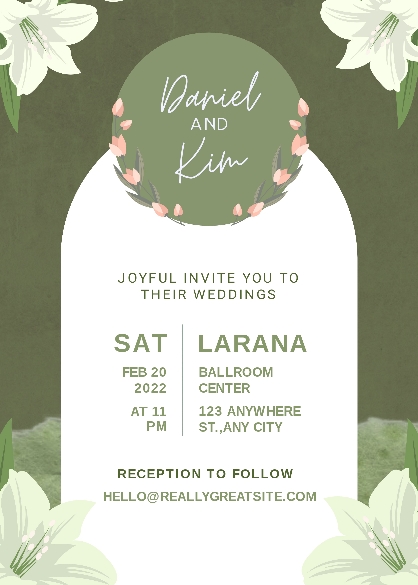 Daniel
AND
Kim
JOYFUL INVITE YOU TO
THEIR WEDDINGS
SAT
FEB 20
2022
AT 11
PM
LARANA
BALLROOM
CENTER
123 ANYWHERE
ST.,ANY CITY
RECEPTION TO FOLLOW
HELLO@REALLYGREATSITE.COM